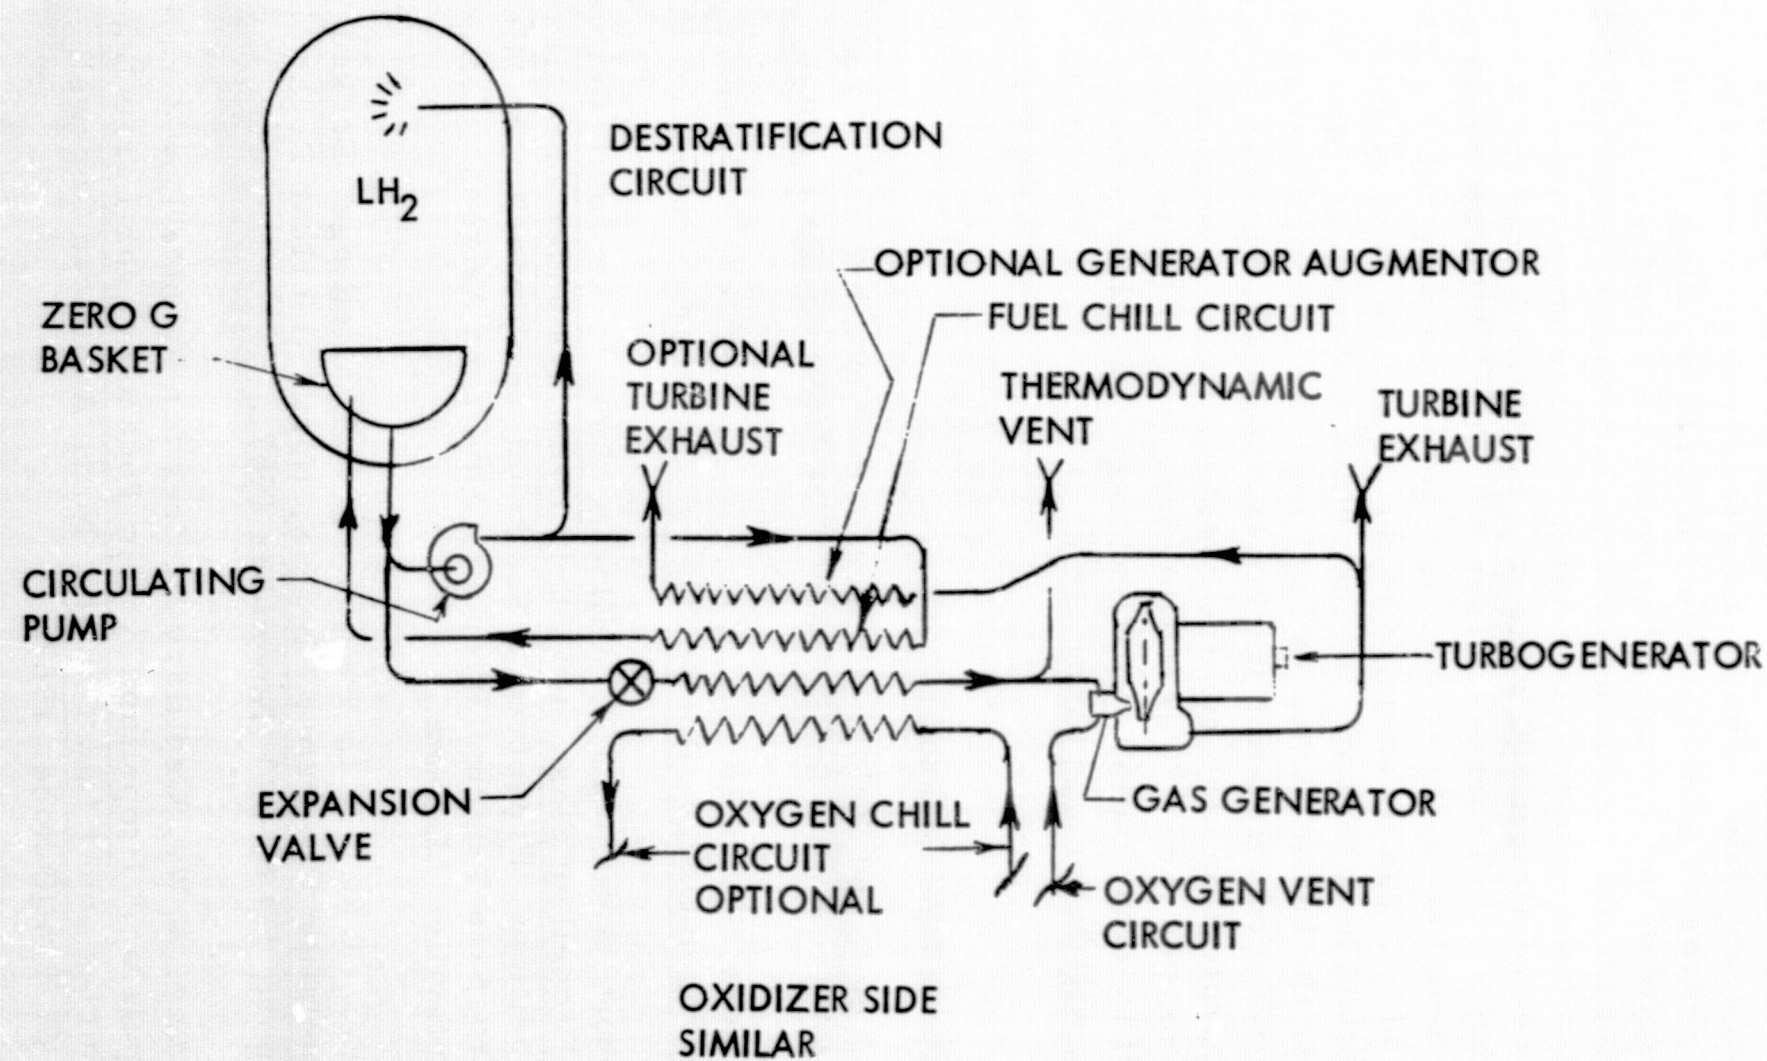 DESTRATIFICATION
CIRCUIT
LH2
OPTIONAL GENERATOR AUGMENTOR
FUEL CHILL CIRCUIT
ZERO G
BASKET
OPTIONAL
TURBINE
EXHAUST
THERMODYNAMIC
VENT
TURBINE
EXHAUST
CIRCULATING
PUMP
TURBOGENERATOR
EXPANSION
VALVE
OXYGEN CHILL
CIRCUIT
OPTIONAL
GAS GENERATOR
OXYGEN VENT
CIRCUIT
OXIDIZER SIDE
SIMILAR